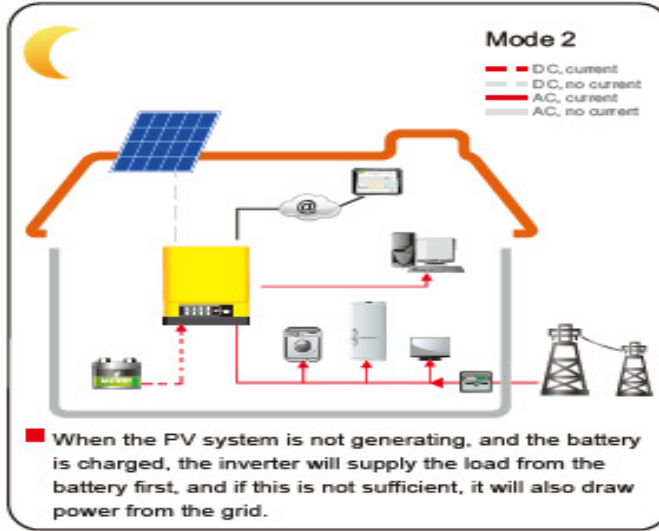 Mode 2
DC, current
DC, no current
AC, current
AC, no current
@
When the PV system is not generating, and the battery
is charged, the inverter will supply the load from the
battery first, and if this is not sufficient, it will also draw
power from the grid.